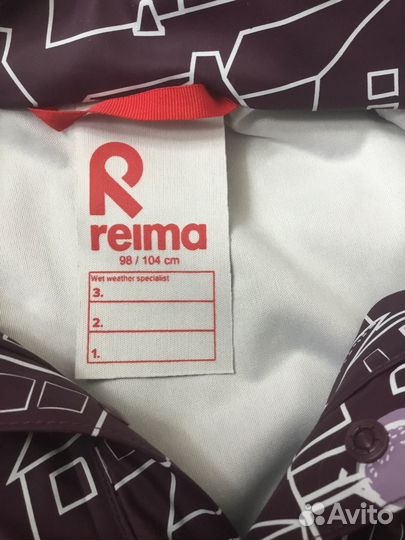 reima
98 / 104 cm
Wet weather specialist
3.
2.
1.
Avito